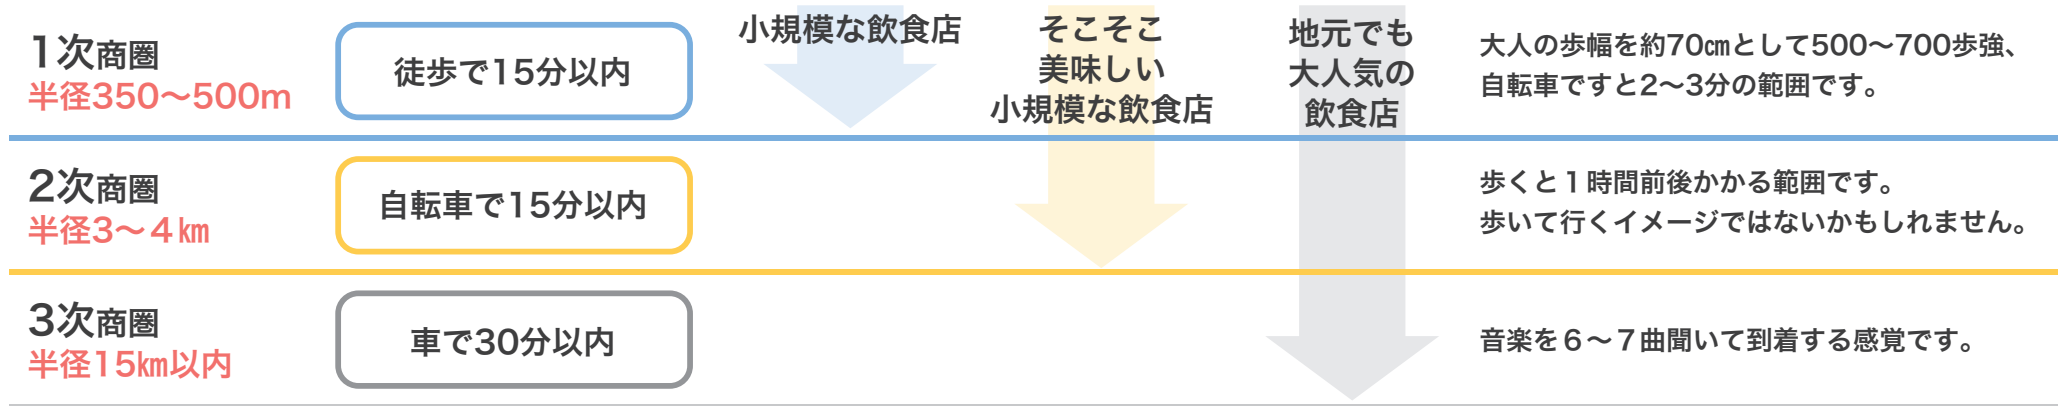 1次商圏
半径350〜500m
徒歩で15分以内
小規模な飲食店
そこそこ
美味しい
小規模な飲食店
地元でも
大人気の
飲食店
大人の歩幅を約70㎝として500〜700歩強、
自転車ですと2〜3分の範囲です。
2次商圏
半径3〜４㎞
自転車で15分以内
歩くと１時間前後かかる範囲です。
歩いて行くイメージではないかもしれません。
3次商圏
半径15㎞以内
車で30分以内
音楽を６〜７曲聞いて到着する感覚です。